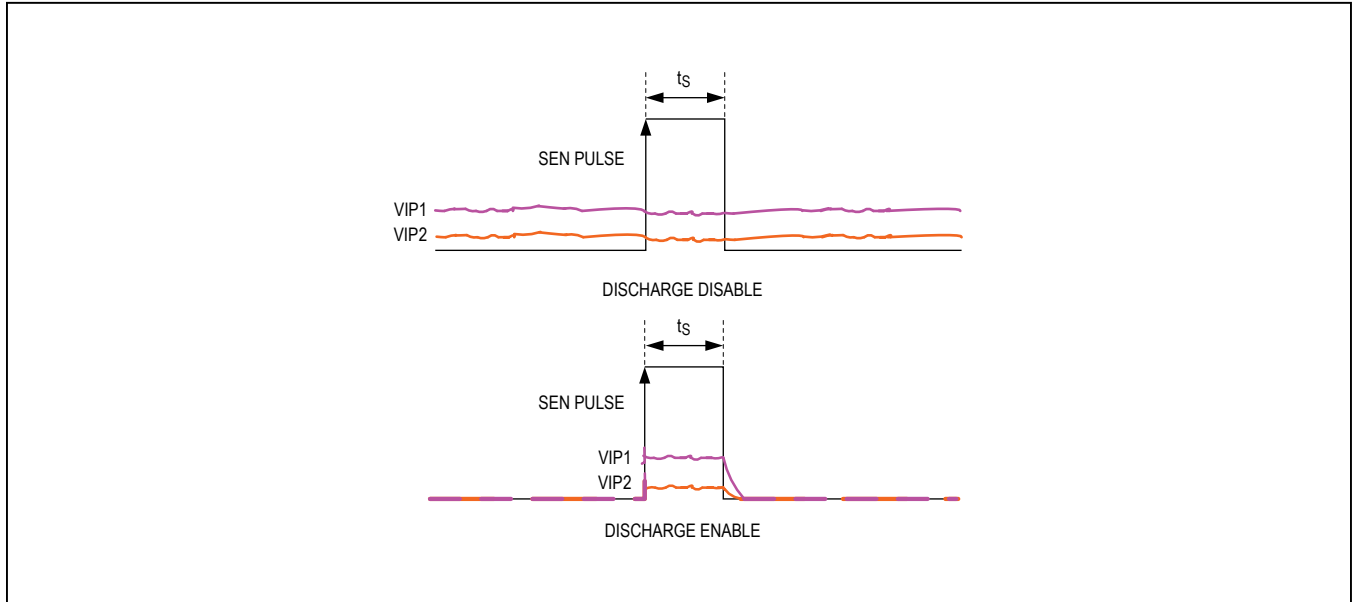 tS
SEN PULSE
VIP1
VIP2
DISCHARGE DISABLE
tS
SEN PULSE
VIP1
VIP2
DISCHARGE ENABLE